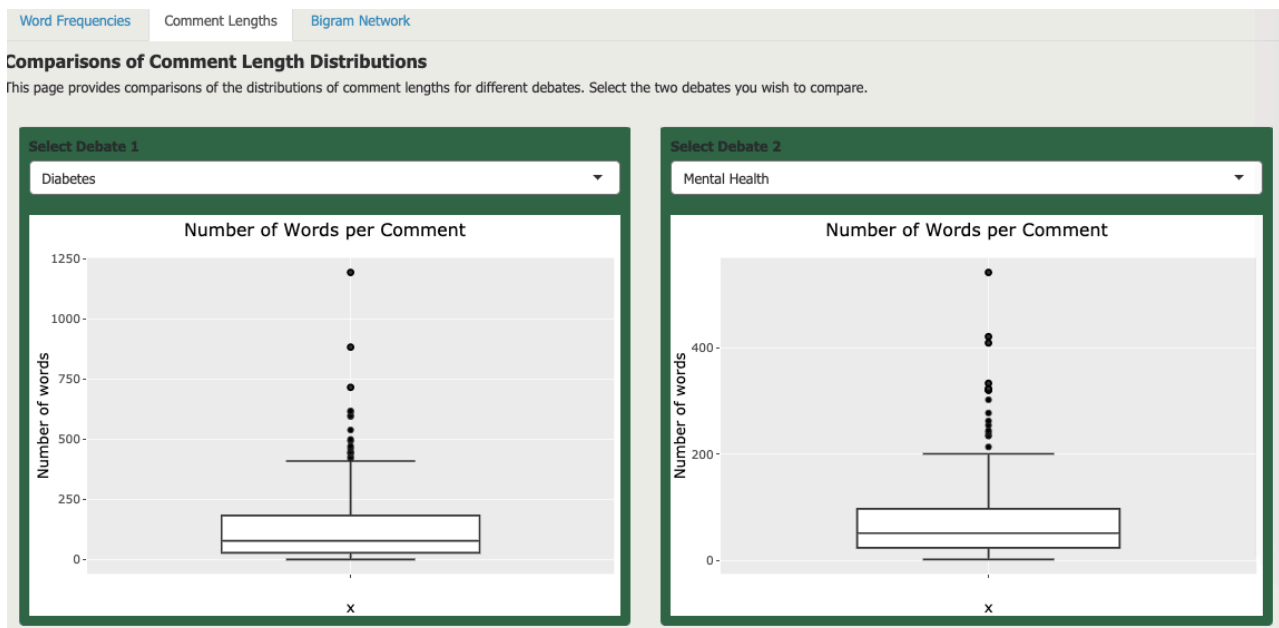 Word Frequencies Comment Lengths Bigram Network
Comparisons of Comment Length Distributions
This page provides comparisons of the distributions of comment lengths for different debates. Select the two debates you wish to compare.
Select Debate 1
Diabetes
Number of Words per Comment
Number of words
1250
1000
750
500
250
0
x
Select Debate 2
Mental Health
Number of Words per Comment
Number of words
400
200
0
x